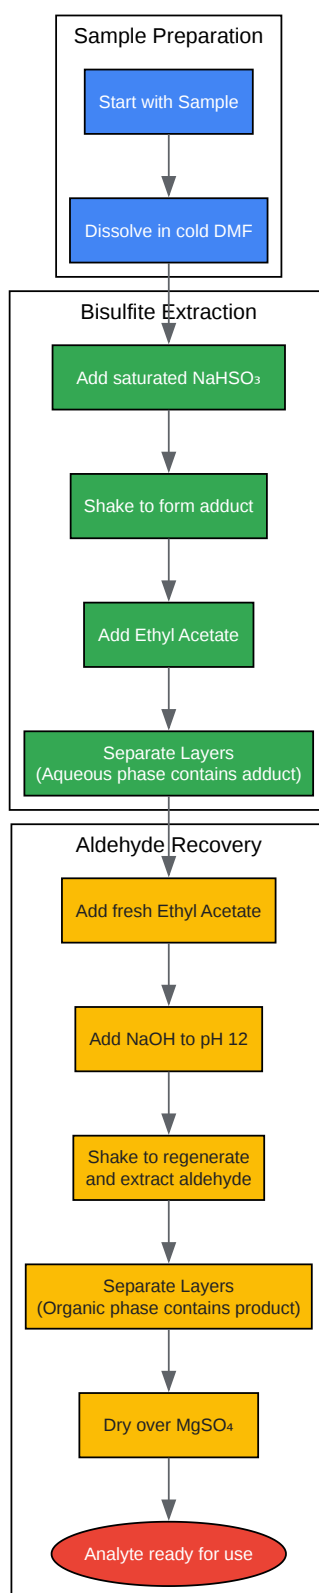 Sample Preparation
Start with Sample
Dissolve in cold DMF
Bisulfite Extraction
Add saturated NaHSO₃
Shake to form adduct
Add Ethyl Acetate
Separate Layers
(Aqueous phase contains adduct)
Aldehyde Recovery
Add fresh Ethyl Acetate
Add NaOH to pH 12
Shake to regenerate
and extract aldehyde
Separate Layers
(Organic phase contains product)
Dry over MgSO₄
Analyte ready for use